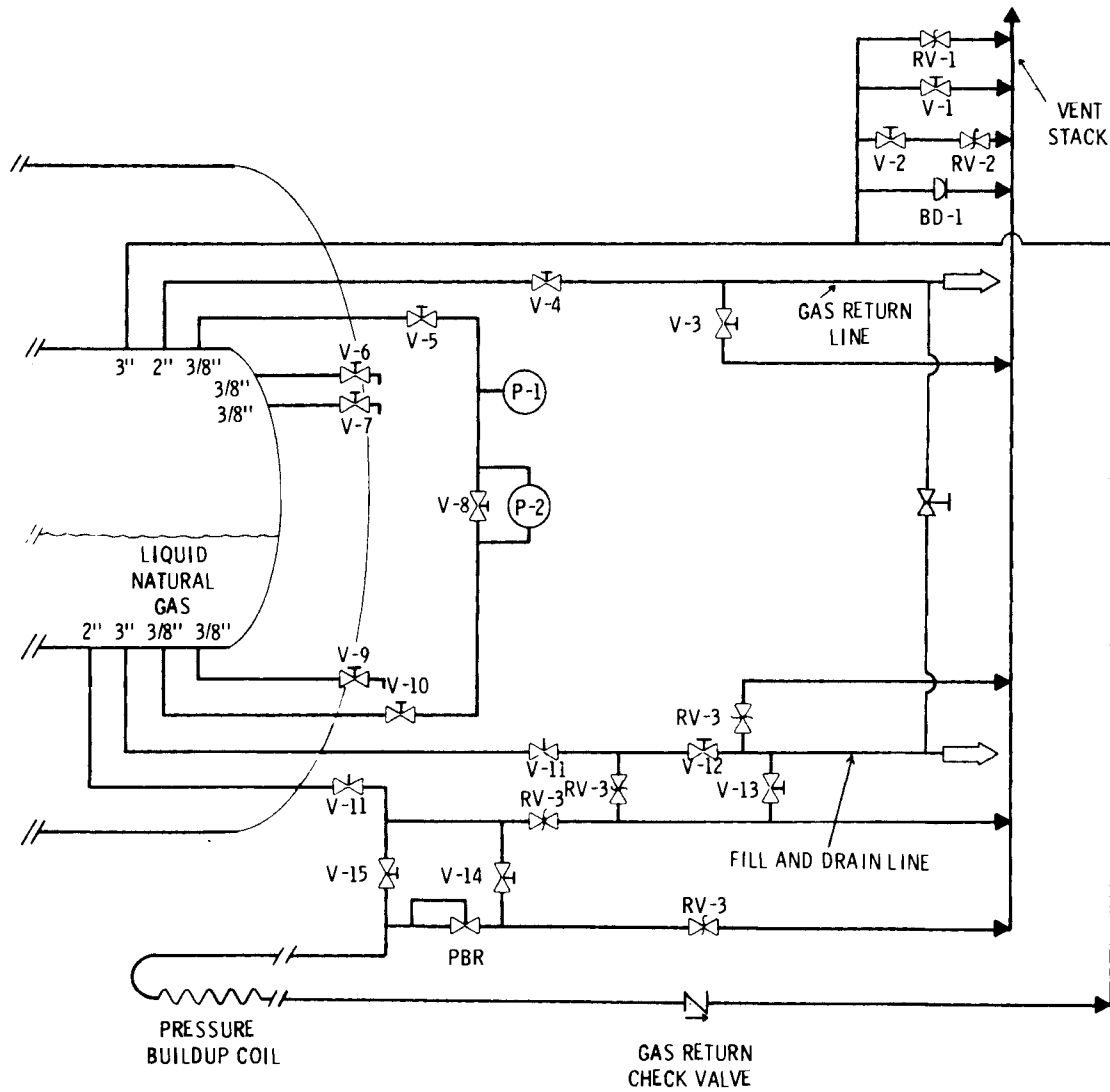 RV-1
V-1
VENT
STACK
V-2
RV-2
BD-1
V-4
GAS RETURN
LINE
V-3
V-5
3"
2"
3/8"
V-6
3/8"
3/8"
V-7
P-1
V-8
P-2
LIQUID
NATURAL
GAS
2"
3"
3/8"
3/8"
V-9
V-10
RV-3
V-11
V-12
RV-3
V-13
V-11
RV-3
FILL AND DRAIN LINE
V-15
V-14
RV-3
PBR
PRESSURE
BUILDUP COIL
GAS RETURN
CHECK VALVE